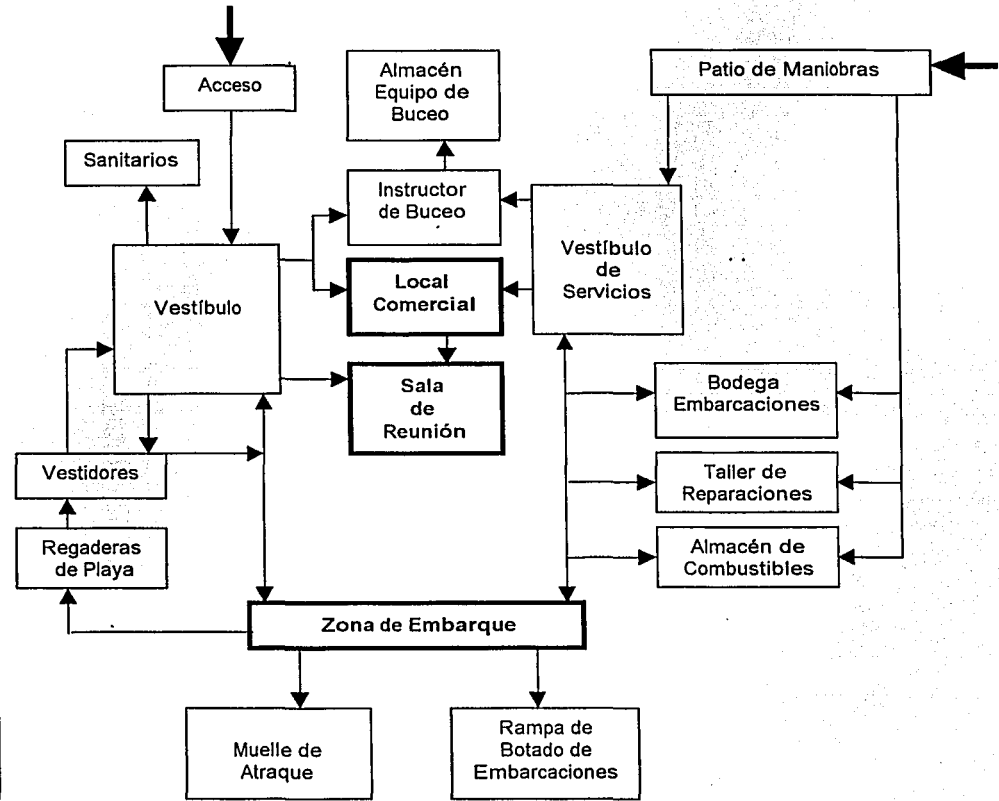 Acceso
Almacén
Equipo de
Buceo
Patio de Maniobras
Sanitarios
Instructor
de Buceo
Vestíbulo
de
Servicios
Local
Comercial
Vestíbulo
Sala
de
Reunión
Bodega
Embarcaciones
Vestidores
Taller de
Reparaciones
Regaderas
de Playa
Almacén de
Combustibles
Zona de Embarque
Muelle de
Atraque
Rampa de
Botado de
Embarcaciones